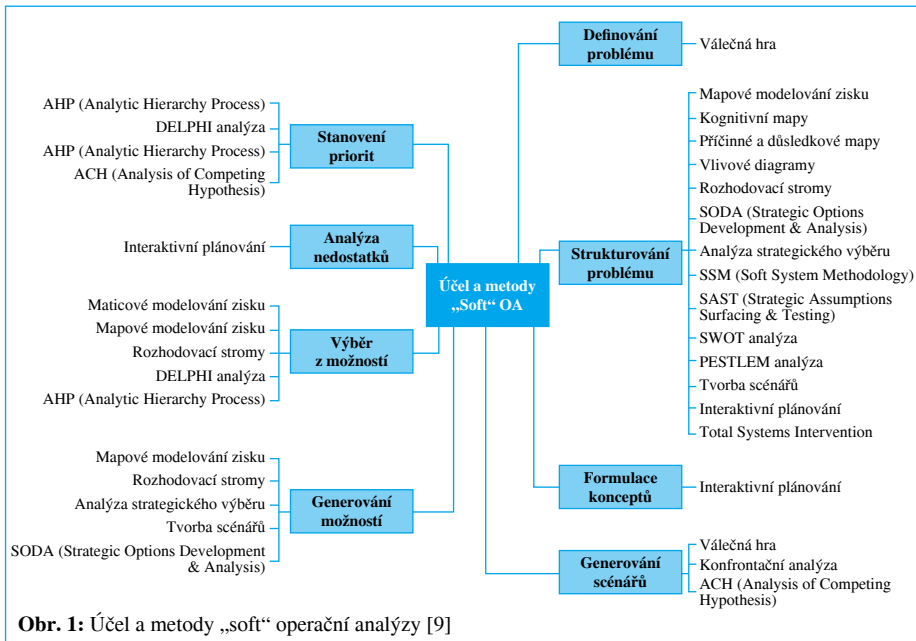 Definování
problému
Válečná hra
AHP (Analytic Hierarchy Process)
DELPHI analýza
AHP (Analytic Hierarchy Process)
ACH (Analysis of Competing
Hypothesis)
Stanovení
priorit
Interaktivní plánování
Analýza
nedostatků
Maticové modelování zisku
Mapové modelování zisku
Rozhodovací stromy
DELPHI analýza
AHP (Analytic Hierarchy Process)
Výběr
z možností
Mapové modelování zisku
Rozhodovací stromy
Analýza strategického výběru
Tvorba scénářů
SODA (Strategic Options Development
& Analysis)
Generování
možností
Účel a metody
„Soft“ OA
Strukturování
problému
Mapové modelování zisku
Kognitivní mapy
Příčinné a důsledkové mapy
Vlivové diagramy
Rozhodovací stromy
SODA (Strategic Options
Development & Analysis)
Analýza strategického výběru
SSM (Soft System Methodology)
SAST (Strategic Assumptions
Surfacing & Testing)
SWOT analýza
PESTLEM analýza
Tvorba scénářů
Interaktivní plánování
Total Systems Intervention
Formulace
konceptů
Interaktivní plánování
Generování
scénářů
Válečná hra
Konfrontační analýza
ACH (Analysis of Competing
Hypothesis)
Obr. 1: Účel a metody „soft“ operační analýzy [9]